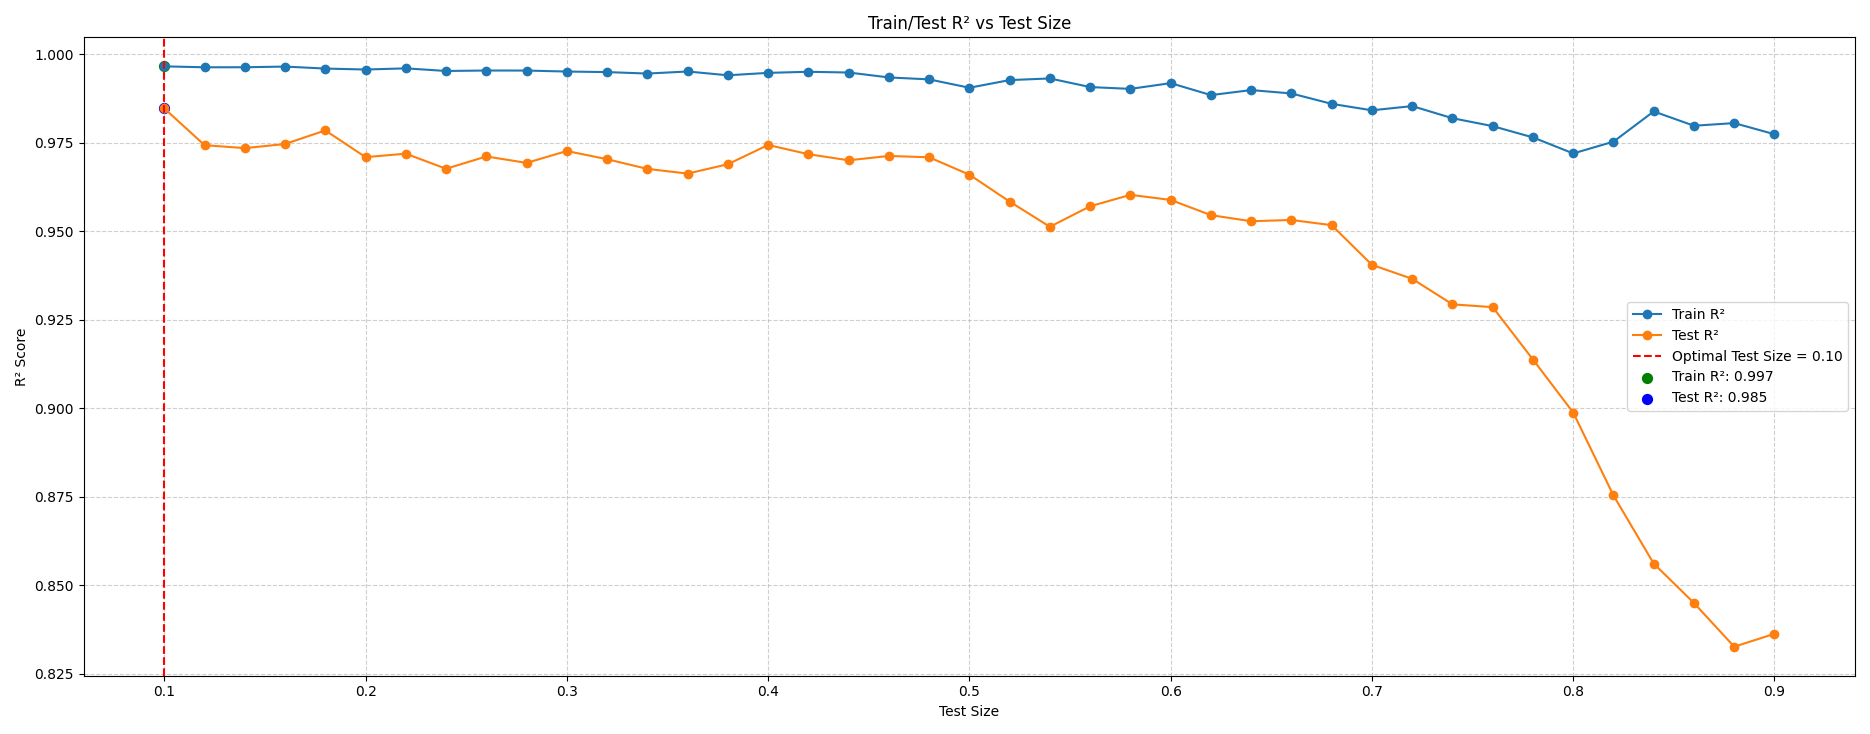 Train/Test R² vs Test Size
R² Score
1.000
0.975
0.950
0.925
0.900
0.875
0.850
0.825
Train R²
Test R²
Optimal Test Size = 0.10
Train R²: 0.997
Test R²: 0.985
0.1 0.2 0.3 0.4 0.5 0.6 0.7 0.8 0.9
Test Size